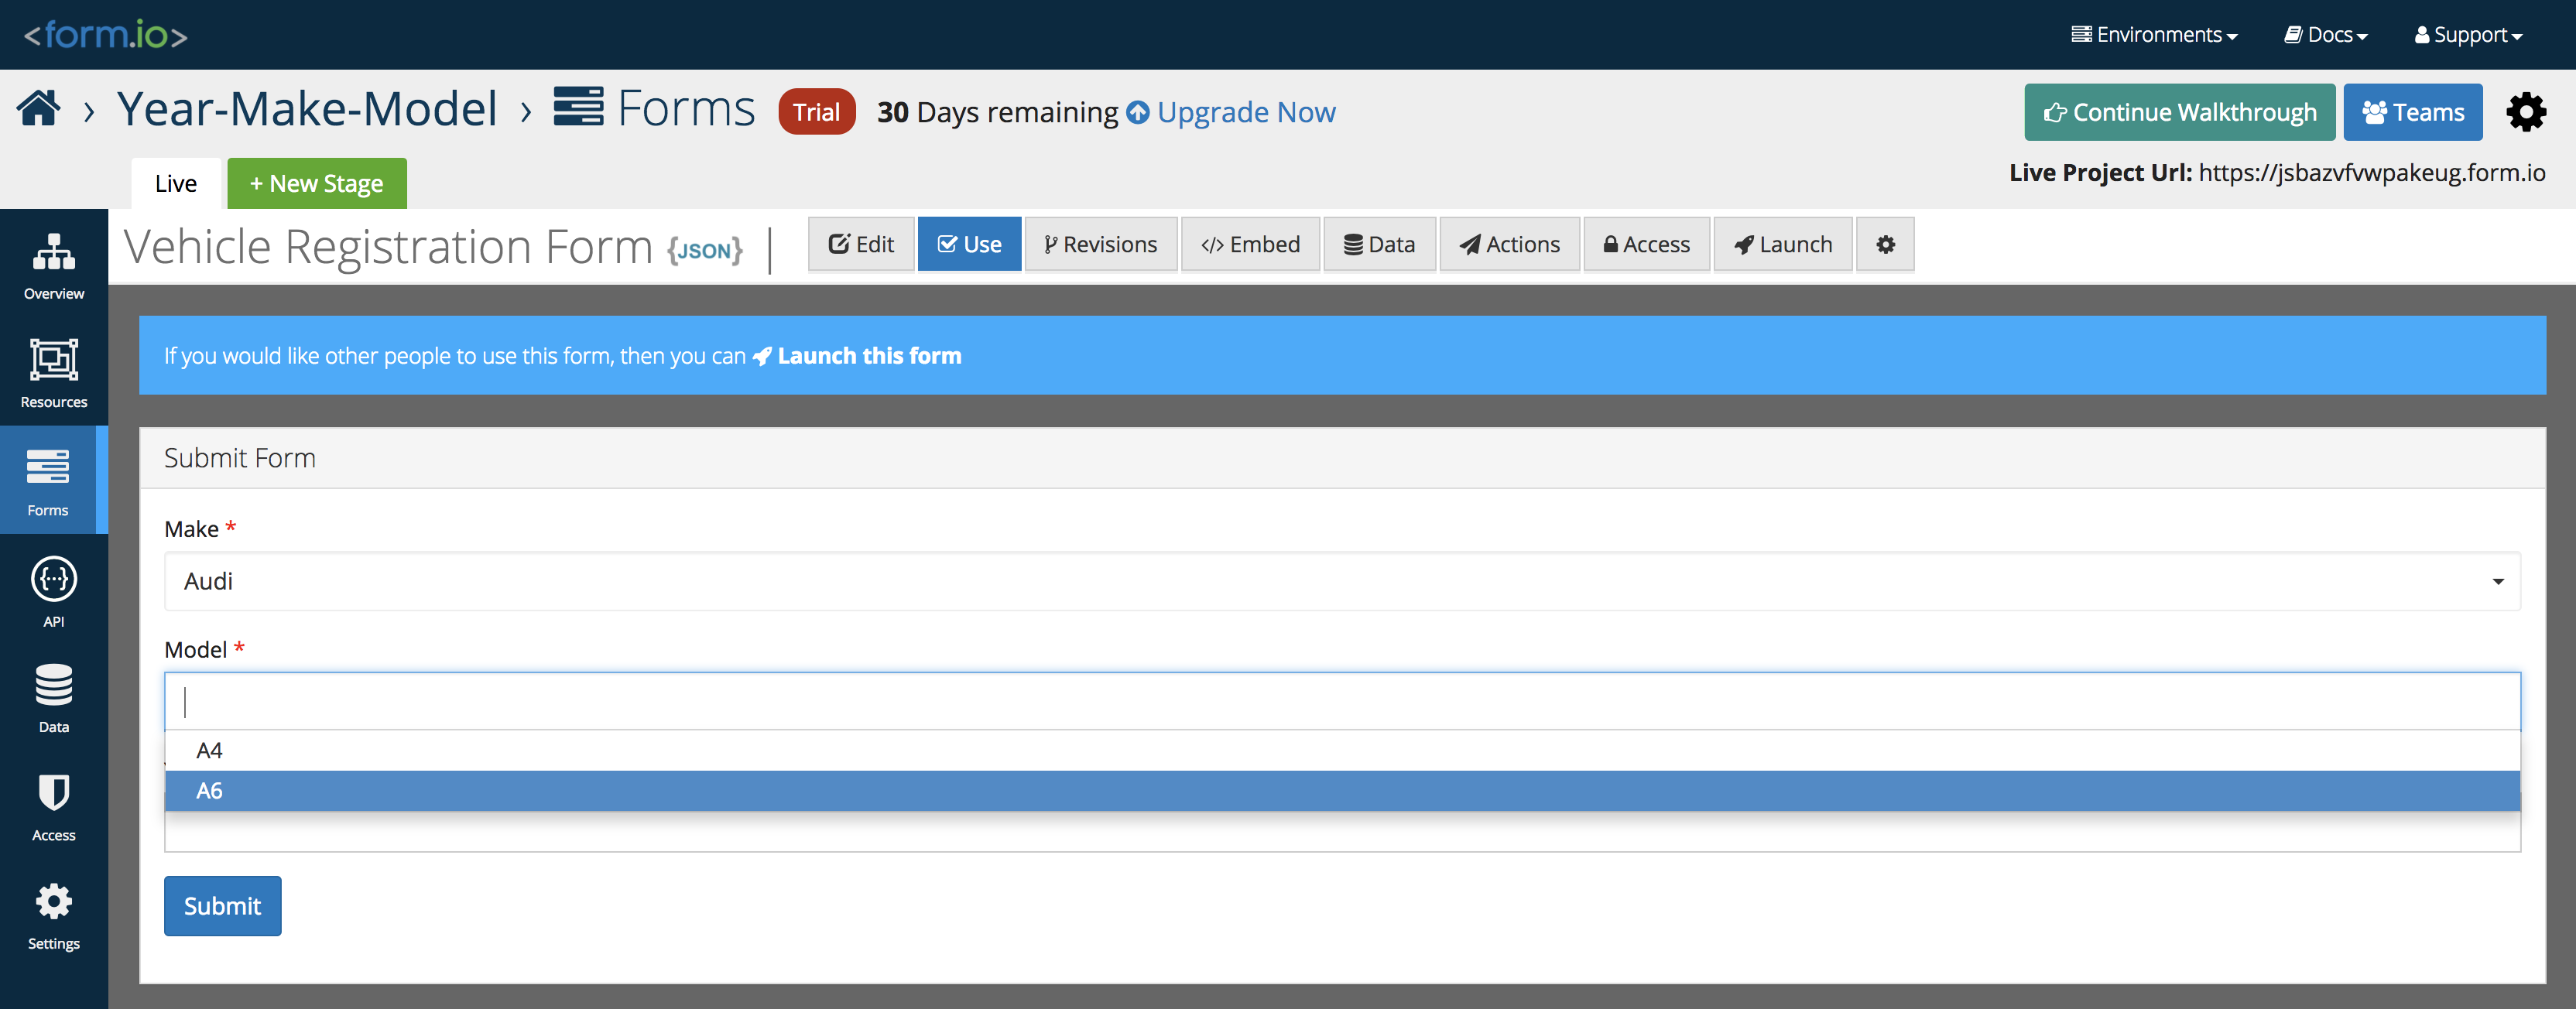 <form.io>
Environments Docs Support
› Year-Make-Model › Forms Trial 30 Days remaining Upgrade Now Continue Walkthrough Teams
Live + New Stage Live Project Url: https://jsbazvfvwpakeug.form.io
Vehicle Registration Form {JSON} | Edit Use Revisions </> Embed Data Actions Access Launch
Overview
If you would like other people to use this form, then you can Launch this form
Resources
Submit Form
Forms
Make *
Audi
API
Model *
Data
A4
A6
Access
Submit
Settings